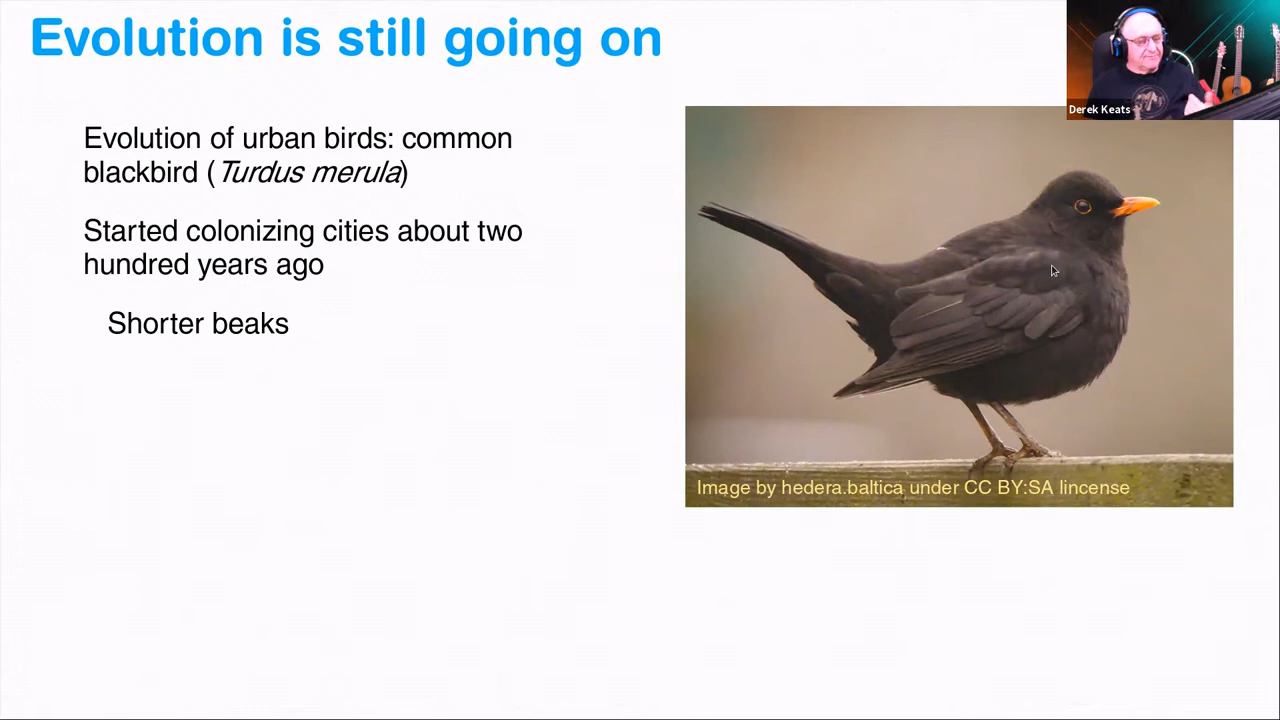 Evolution is still going on
Derek Keats
Evolution of urban birds: common
blackbird (Turdus merula)
Started colonizing cities about two
hundred years ago
Shorter beaks
Image by hedera.baltica under CC BY:SA lincense